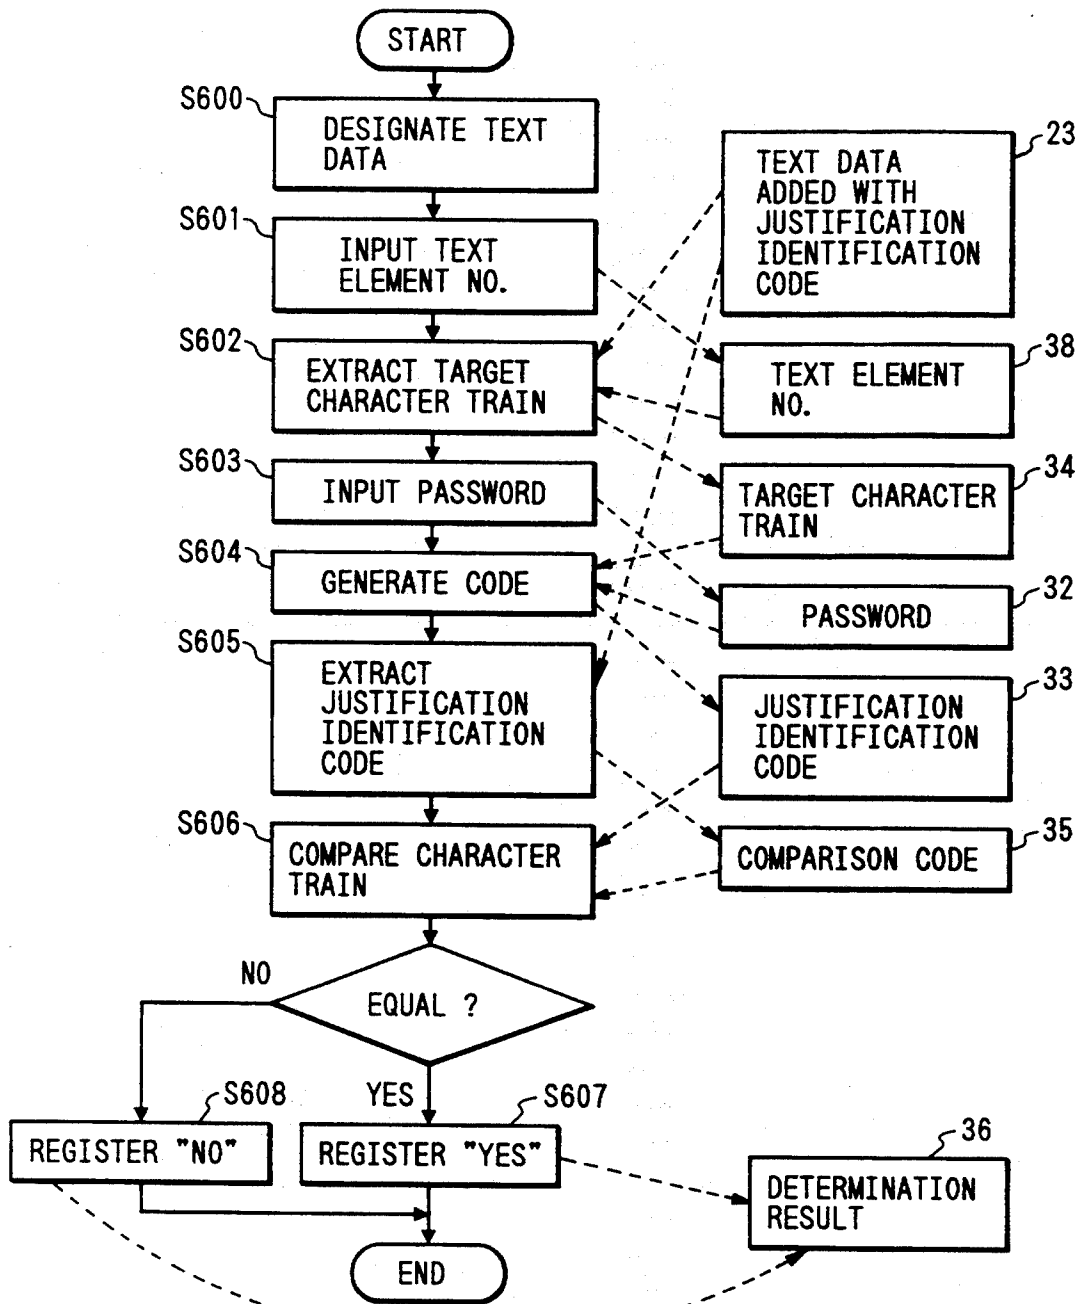 START
S600
DESIGNATE TEXT
DATA
S601
INPUT TEXT
ELEMENT NO.
S602
EXTRACT TARGET
CHARACTER TRAIN
S603
INPUT PASSWORD
S604
GENERATE CODE
S605
EXTRACT
JUSTIFICATION
IDENTIFICATION
CODE
S606
COMPARE CHARACTER
TRAIN
EQUAL ?
NO
YES
S608
REGISTER "NO"
S607
REGISTER "YES"
END
23
TEXT DATA
ADDED WITH
JUSTIFICATION
IDENTIFICATION
CODE
38
TEXT ELEMENT
NO.
34
TARGET CHARACTER
TRAIN
32
PASSWORD
33
JUSTIFICATION
IDENTIFICATION
CODE
35
COMPARISON CODE
36
DETERMINATION
RESULT